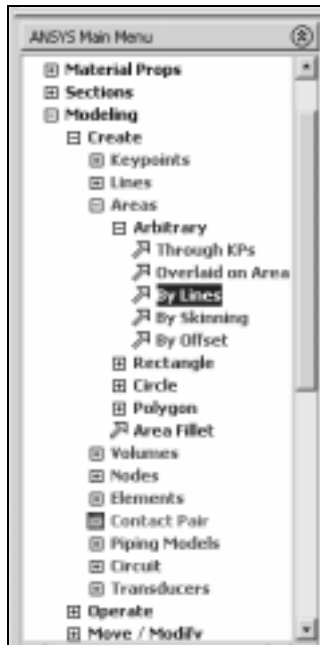 ANSYS Main Menu
Material Props
Sections
Modeling
Create
Keypoints
Lines
Areas
Arbitrary
Through KPs
Overlaid on Area
By Lines
By Skinning
By Offset
Rectangle
Circle
Polygon
Area Fillet
Volumes
Nodes
Elements
Contact Pair
Piping Models
Circuit
Transducers
Operate
Move / Modify